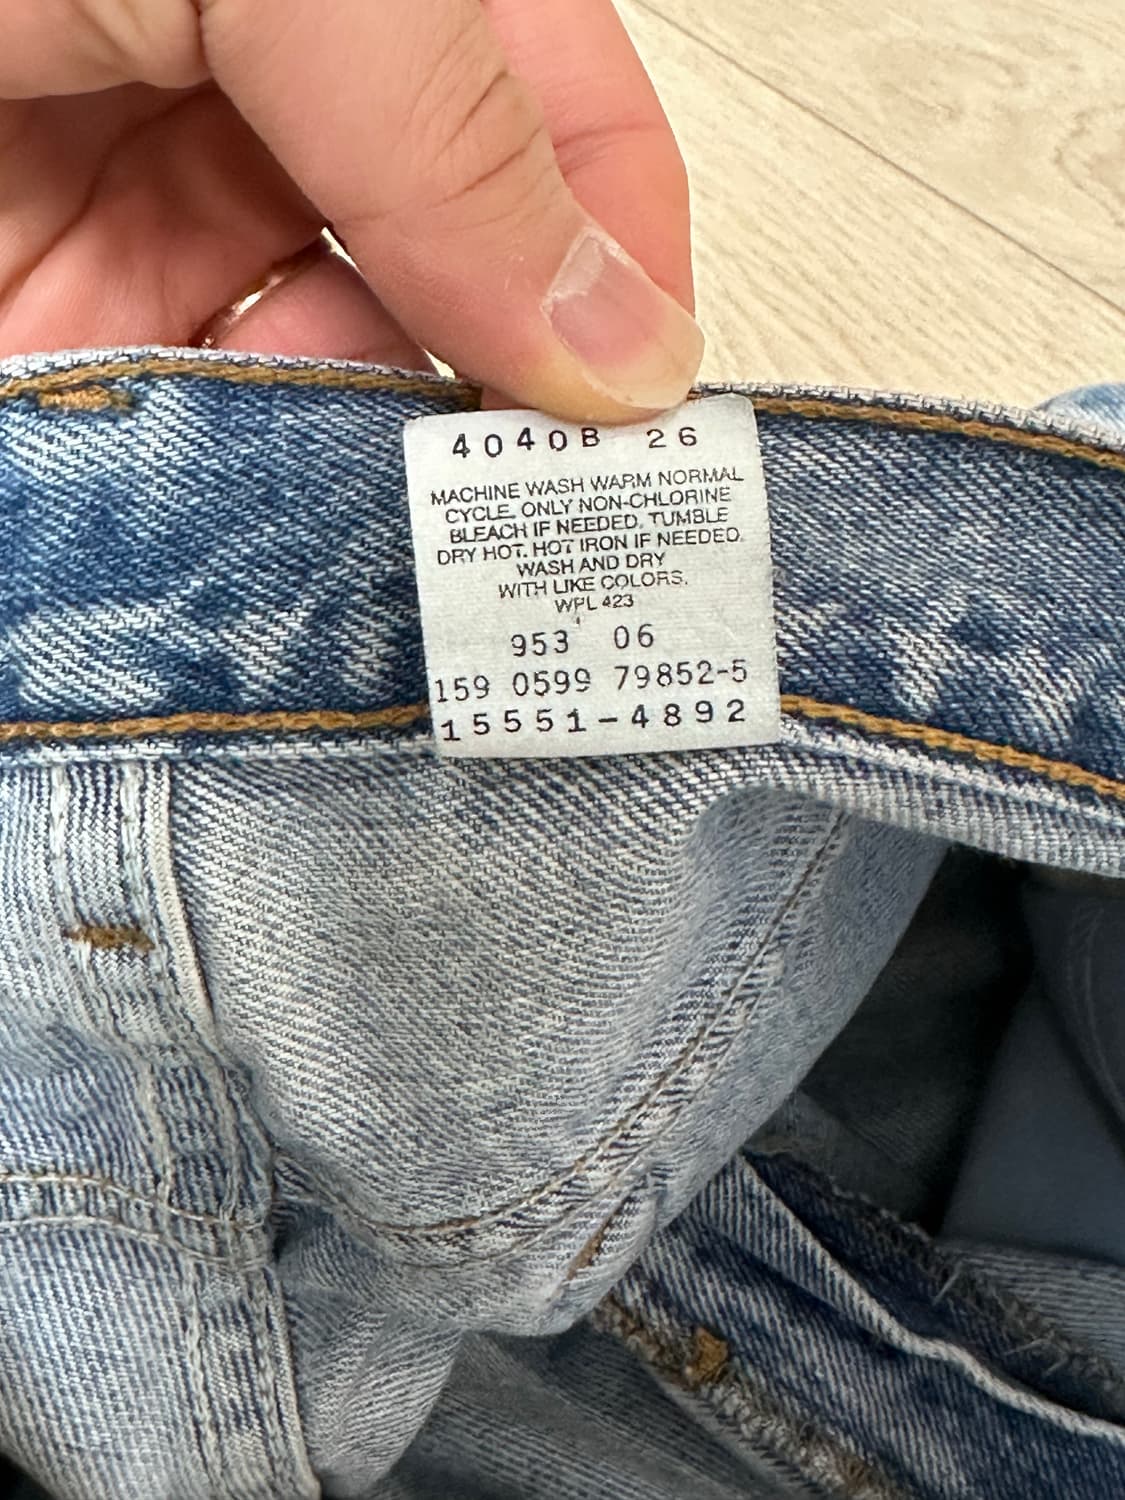 4040B 26
MACHINE WASH WARM NORMAL
CYCLE. ONLY NON-CHLORINE
BLEACH IF NEEDED. TUMBLE
DRY HOT. HOT IRON IF NEEDED.
WASH AND DRY
WITH LIKE COLORS.
WPL 423
953 06
159 0599 79852-5
15551-4892